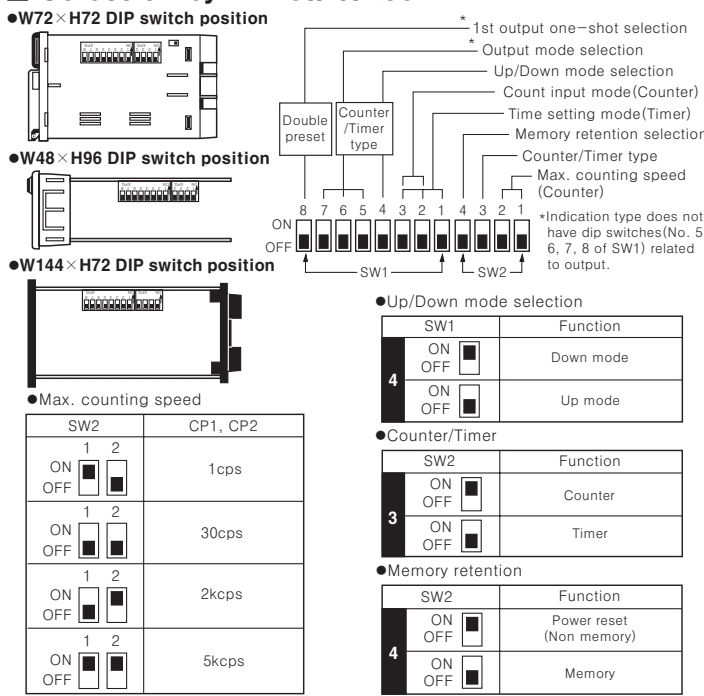 ●W72×H72 DIP switch position
●W48×H96 DIP switch position
●W144×H72 DIP switch position
* 1st output one-shot selection
* Output mode selection
Up/Down mode selection
Count input mode(Counter)
Time setting mode(Timer)
Memory retention selection
Counter/Timer type
Max. counting speed
(Counter)
Double
preset
Counter
/Timer
type
8 7 6 5 4 3 2 1 4 3 2 1
ON
OFF
SW1 SW2
*Indication type does not
have dip switches(No. 5
6, 7, 8 of SW1) related
to output.
●Max. counting speed
SW2 CP1, CP2
1 2
ON
OFF
1cps
1 2
ON
OFF
30cps
1 2
ON
OFF
2kcps
1 2
ON
OFF
5kcps
●Up/Down mode selection
SW1 Function
4
ON
OFF
Down mode
ON
OFF
Up mode
●Counter/Timer
SW2 Function
3
ON
OFF
Counter
ON
OFF
Timer
●Memory retention
SW2 Function
4
ON
OFF
Power reset
(Non memory)
ON
OFF
Memory